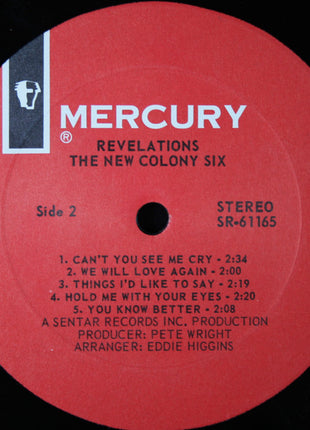 MERCURY
®
REVELATIONS
THE NEW COLONY SIX
Side 2
STEREO
SR-61165
1. CAN'T YOU SEE ME CRY - 2:34
2. WE WILL LOVE AGAIN - 2:00
3. THINGS I'D LIKE TO SAY - 2:19
4. HOLD ME WITH YOUR EYES - 2:20
5. YOU KNOW BETTER - 2:08
A SENTAR RECORDS INC. PRODUCTION
PRODUCER: PETE WRIGHT
ARRANGER: EDDIE HIGGINS